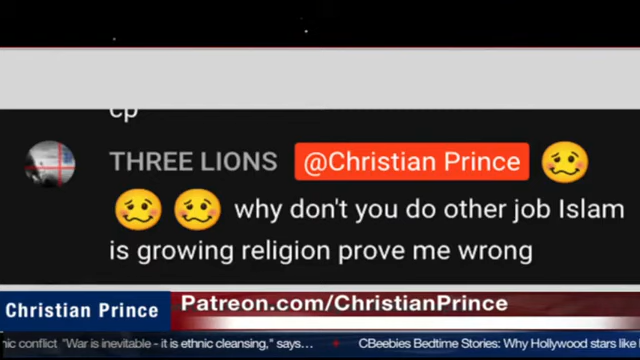 cp
THREE LIONS @Christian Prince
why don't you do other job Islam
is growing religion prove me wrong
Christian Prince
Patreon.com/ChristianPrince
nic conflict "War is inevitable - it is ethnic cleansing," says... CBeebies Bedtime Stories: Why Hollywood stars like